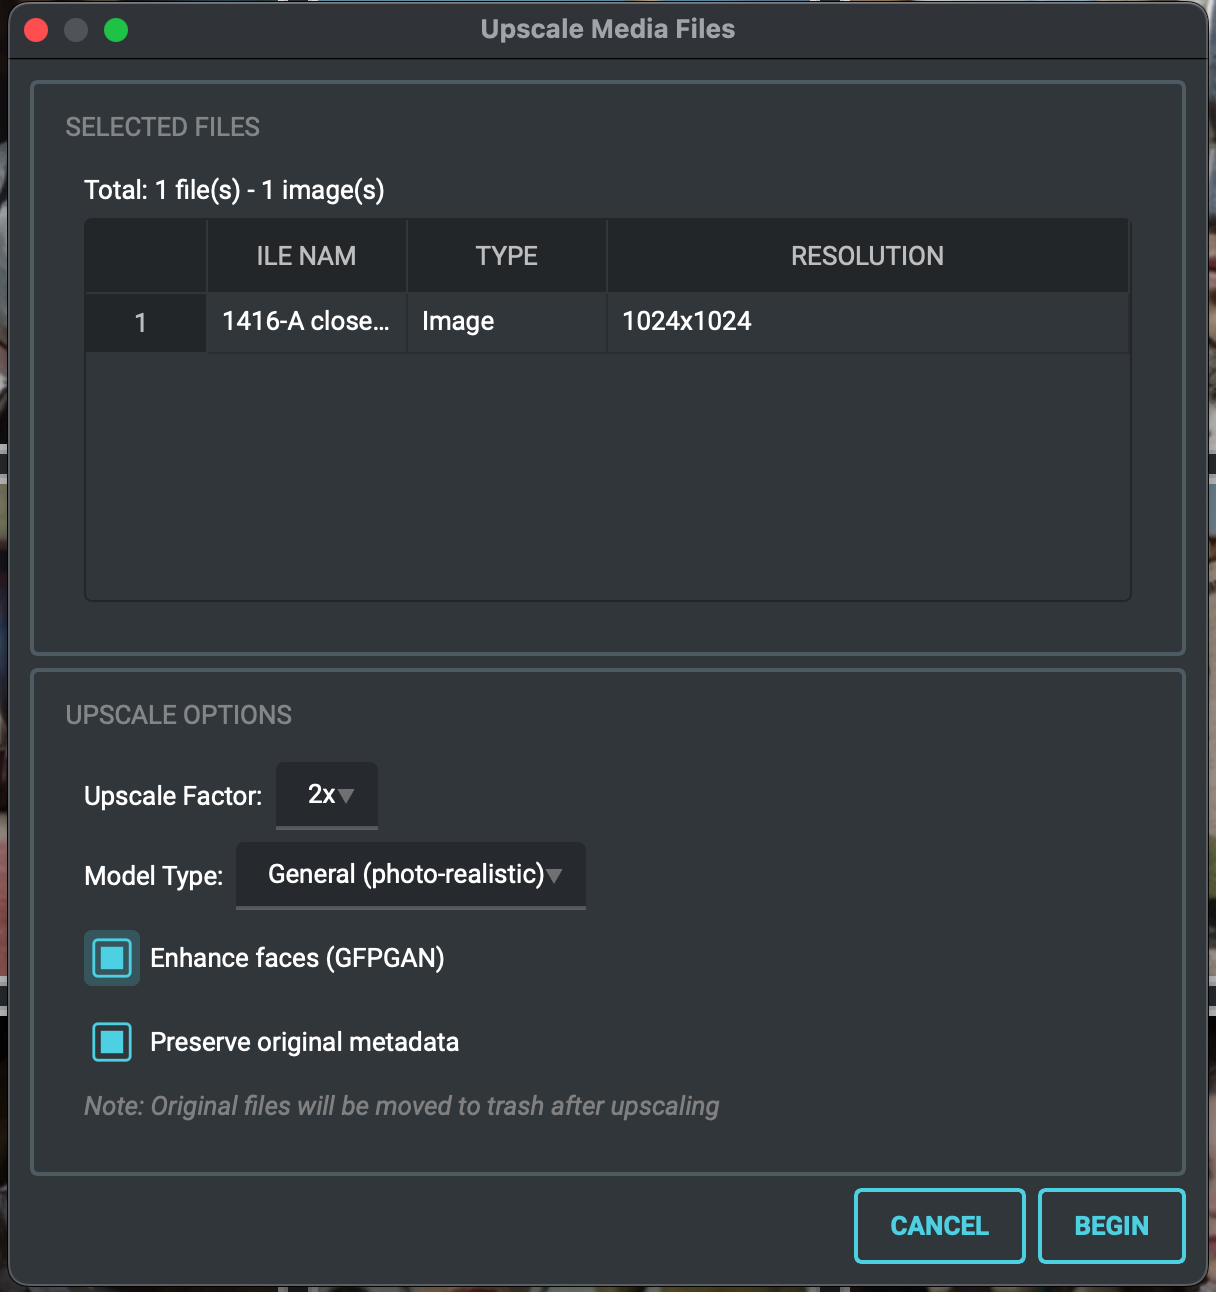 Upscale Media Files
SELECTED FILES
Total: 1 file(s) - 1 image(s)
ILE NAM TYPE RESOLUTION
1 1416-A close... Image 1024x1024
UPSCALE OPTIONS
Upscale Factor: 2x
Model Type: General (photo-realistic)
Enhance faces (GFPGAN)
Preserve original metadata
Note: Original files will be moved to trash after upscaling
CANCEL BEGIN